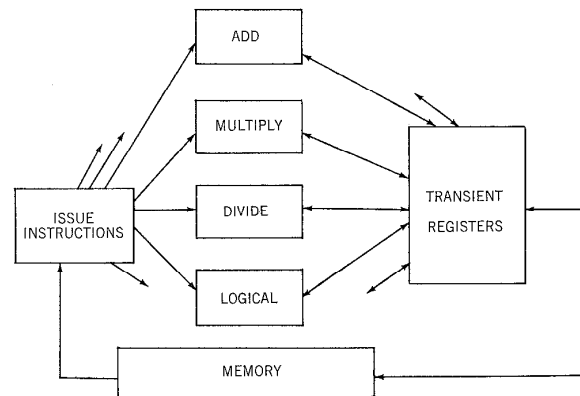 ADD
MULTIPLY
ISSUE
INSTRUCTIONS
DIVIDE
TRANSIENT
REGISTERS
LOGICAL
MEMORY